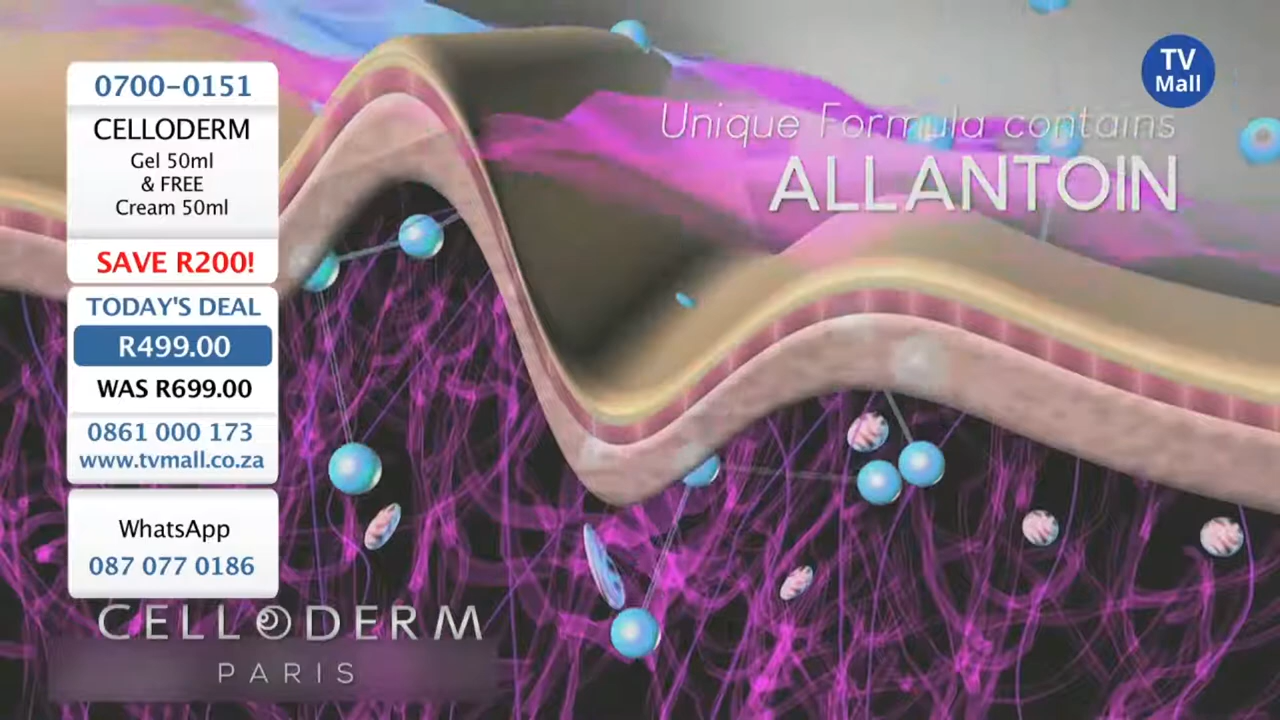 0700-0151
CELLODERM
Gel 50ml
& FREE
Cream 50ml
SAVE R200!
TODAY'S DEAL
R499.00
WAS R699.00
0861 000 173
www.tvmall.co.za
WhatsApp
087 077 0186
CELLODERM
PARIS
TV
Mall
Unique Formula contains
ALLANTOIN